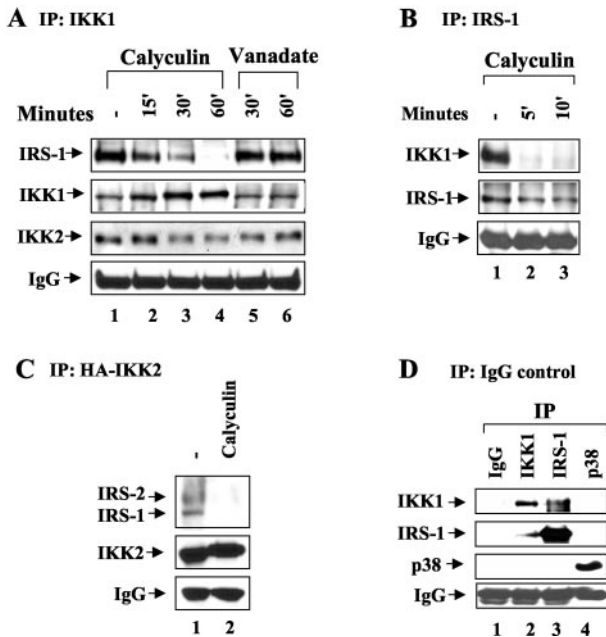 A IP: IKK1
Calyculin Vanadate
Minutes - 15' 30' 60' 30' 60'
IRS-1
IKK1
IKK2
IgG
1 2 3 4 5 6
B IP: IRS-1
Calyculin
Minutes - 5' 10'
IKK1
IRS-1
IgG
1 2 3
C IP: HA-IKK2
- Calyculin
IRS-2
IRS-1
IKK2
IgG
1 2
D IP: IgG control
IP
IgG IKK1 IRS-1 p38
IKK1
IRS-1
p38
IgG
1 2 3 4